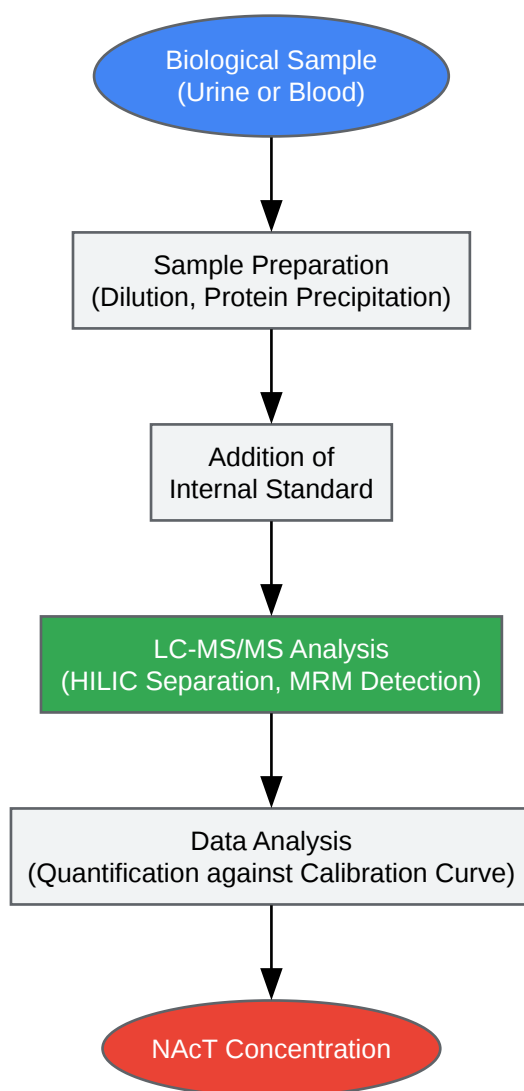 Biological Sample
(Urine or Blood)
Sample Preparation
(Dilution, Protein Precipitation)
Addition of
Internal Standard
LC-MS/MS Analysis
(HILIC Separation, MRM Detection)
Data Analysis
(Quantification against Calibration Curve)
NAcT Concentration